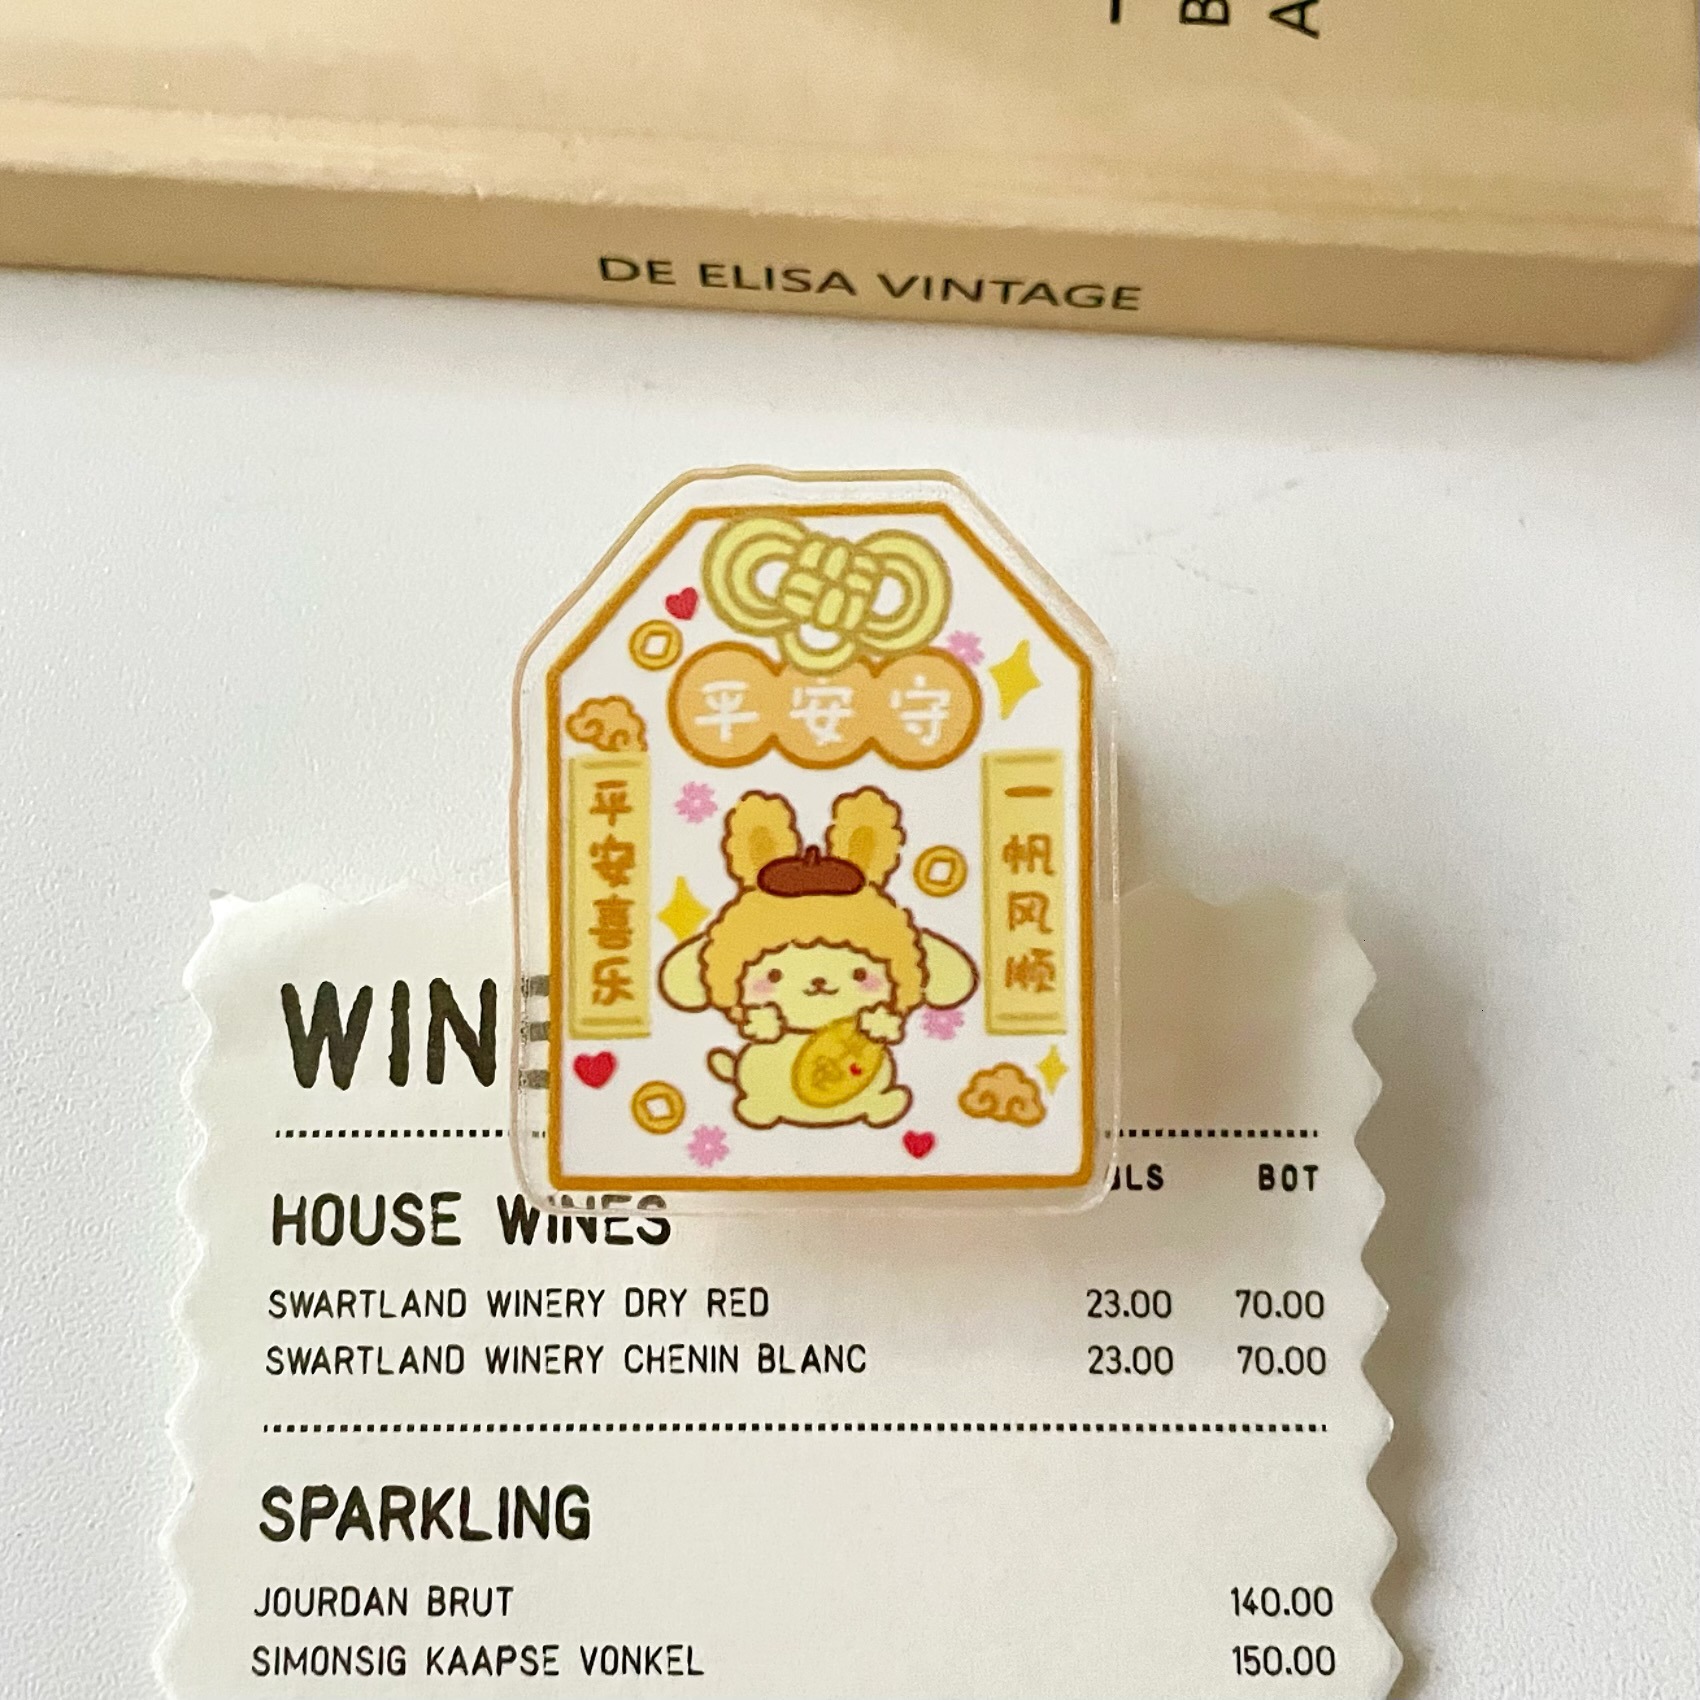 B
A
DE ELISA VINTAGE
平安守
平安喜乐
一帆风顺
WINE
BOT
HOUSE WINES
SWARTLAND WINERY DRY RED 23.00 70.00
SWARTLAND WINERY CHENIN BLANC 23.00 70.00
SPARKLING
JOURDAN BRUT 140.00
SIMONSIG KAAPSE VONKEL 150.00